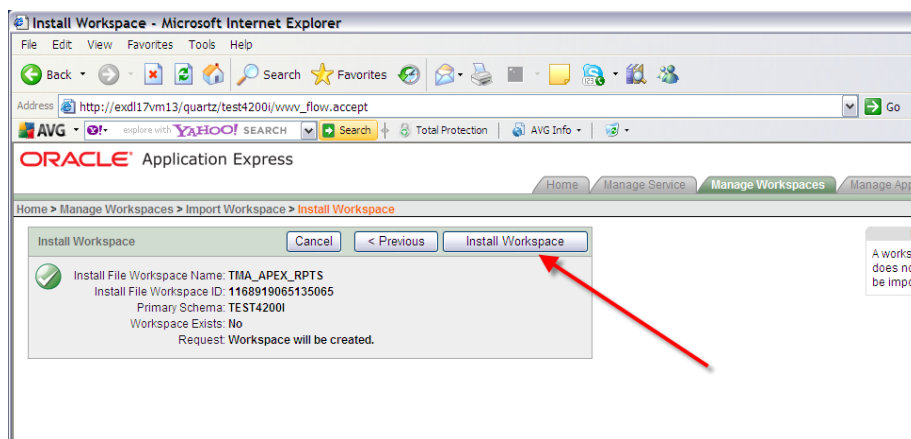 Install Workspace - Microsoft Internet Explorer
File Edit View Favorites Tools Help
Back Search Favorites
Address http://exdl17vm13/quartz/test4200i/wwv_flow.accept Go
AVG explore with YAHOO! SEARCH Search Total Protection AVG Info
ORACLE Application Express
Home Manage Service Manage Workspaces Manage App
Home > Manage Workspaces > Import Workspace > Install Workspace
Install Workspace Cancel < Previous Install Workspace
Install File Workspace Name: TMA_APEX_RPTS
Install File Workspace ID: 1168919065135065
Primary Schema: TEST4200I
Workspace Exists: No
Request: Workspace will be created.
A works
does no
be impo